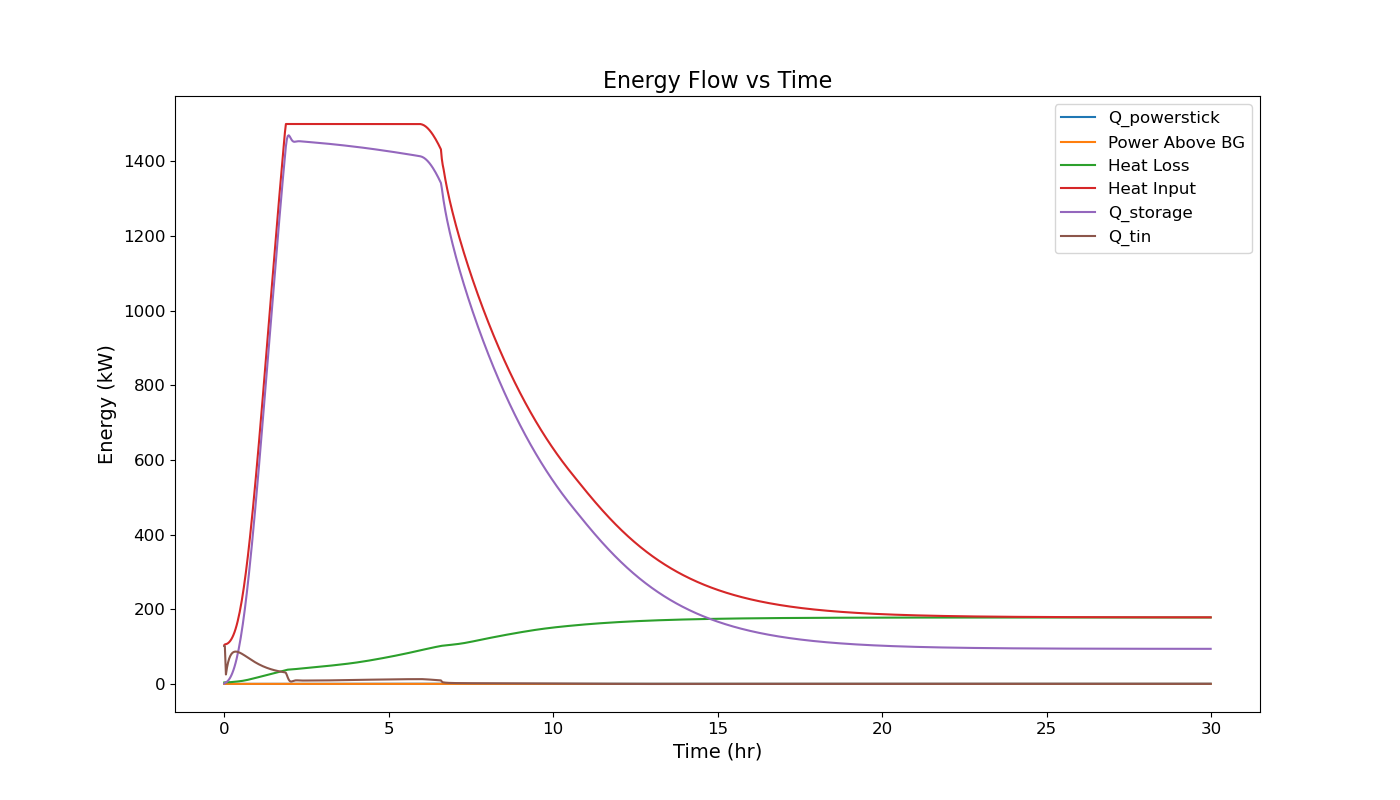 Energy Flow vs Time
Q_powerstick
Power Above BG
Heat Loss
Heat Input
Q_storage
Q_tin
Energy (kW)
1400
1200
1000
800
600
400
200
0
0 5 10 15 20 25 30
Time (hr)